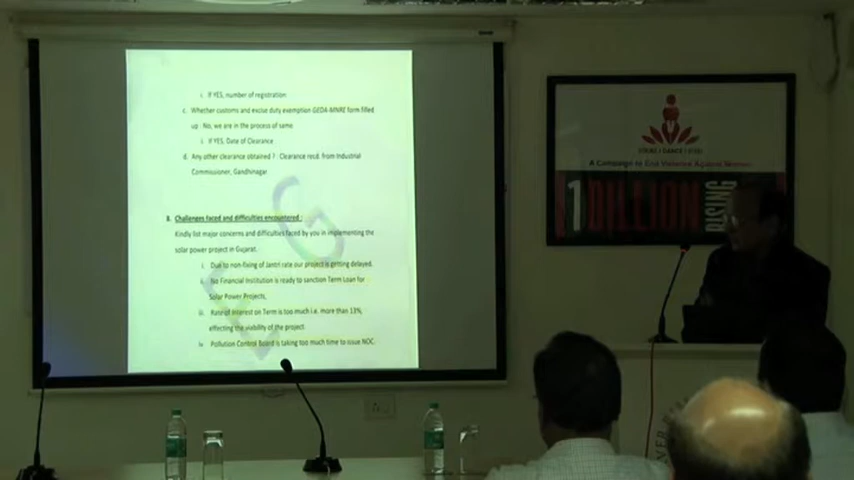 i. If YES, number of registration
c. Whether customs and excise duty exemption GEDA-MNRE form filled
up : No, we are in the process of same.
i. If YES, Date of Clearance
d. Any other clearance obtained ? : Clearance recd. from Industrial
Commissioner, Gandhinagar
8. Challenges faced and difficulties encountered :
Kindly list major concerns and difficulties faced by you in implementing the
solar power project in Gujarat.
i. Due to non-fixing of Jantri rate our project is getting delayed.
No Financial Institution is ready to sanction Term Loan for
Solar Power Projects,
iii. Rate of Interest on Term is too much i.e. more than 13%,
effecting the viability of the project.
iv Pollution Control Board is taking too much time to issue NOC.
STRIKE | DANCE | RISE!
A Campaign to End Violence Against Women
1 BILLION
RISING